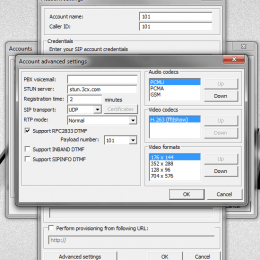 Account name:
101
Caller ID:
101
Credentials
Enter your SIP account credentials
Accounts
Account advanced settings
PBX voicemail:
STUN server:
stun.3cx.com
Registration time:
2
minutes
SIP transport:
UDP
Certificates
RTP mode:
Normal
Support RFC2833 DTMF
Payload number:
101
Support INBAND DTMF
Support SIPINFO DTMF
Audio codecs
PCMU
PCMA
GSM
Up
Down
Video codecs
H.263 (ffdshow)
Up
Down
Video formats
176 x 144
352 x 288
128 x 96
704 x 576
Up
Down
OK
Cancel
Perform provisioning from following URL:
http://
Advanced settings
OK
Cancel